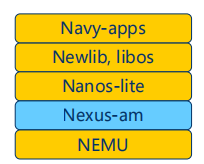 Navy-apps
Newlib, libos
Nanos-lite
Nexus-am
NEMU